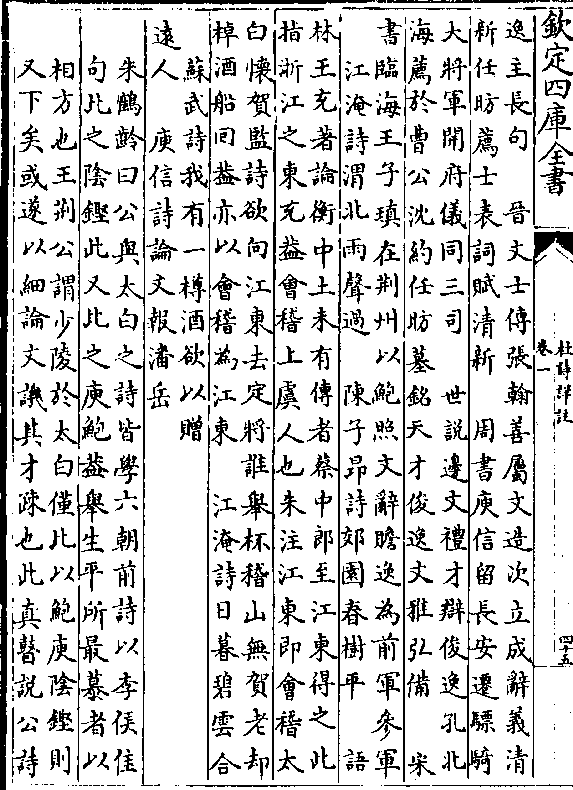 欽定四庫全書
杜詩詳註
卷一
四十五
逸主長句　晉文士傳張翰善屬文造次立成辭義清
新任昉薦士表詞賦清新　周書庾信留長安遷驃騎
大將軍開府儀同三司　世說邊文禮才辯俊逸孔北
海薦於曹公沈約任昉墓銘天才俊逸文雅弘備　宋
書臨海王子瑱在荆州以鮑照文辭贍逸為前軍參軍
江淹詩渭北雨聲過　陳子昂詩郊園春樹平　語
林王充著論衡中土未有傳者蔡中郎至江東得之此
指浙江之東充葢會稽上虞人也朱注江東即會稽太
白懷賀監詩欲向江東去定將誰舉杯稽山無賀老却
棹酒船回葢亦以會稽為江東　江淹詩日暮碧雲合
蘇武詩我有一樽酒欲以贈
遠人　庾信詩論文報潘岳
朱鶴齡曰公與太白之詩皆學六朝前詩以李侯佳
句比之陰鏗此又比之庾鮑葢舉生平所最慕者以
相方也王荆公謂少陵於太白僅比以鮑庾陰鏗則
又下矣或遂以細論文譏其才疎也此真瞽説公詩